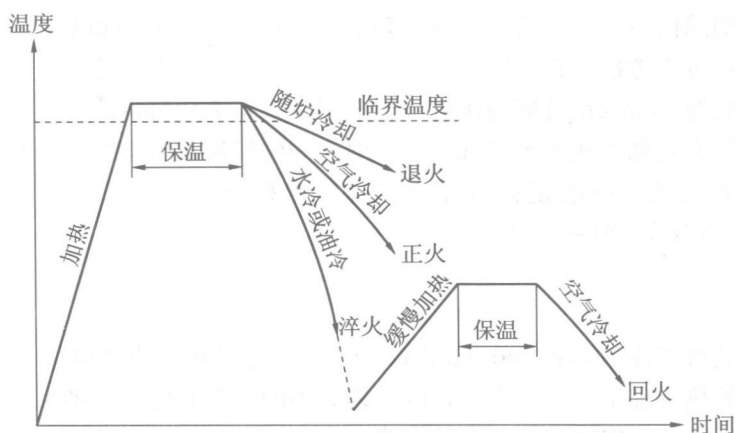 温度
临界温度
随炉冷却
保温
空气冷却
退火
水冷或油冷
加热
正火
缓慢加热
空气冷却
淬火
保温
回火
时间